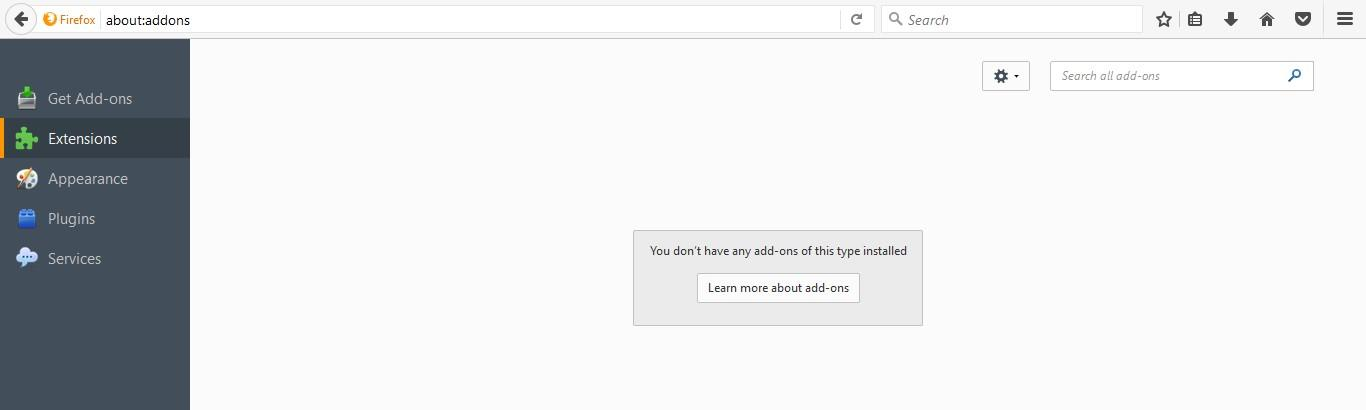 Firefox about:addons Search
Search all add-ons
Get Add-ons
Extensions
Appearance
Plugins
Services
You don't have any add-ons of this type installed
Learn more about add-ons